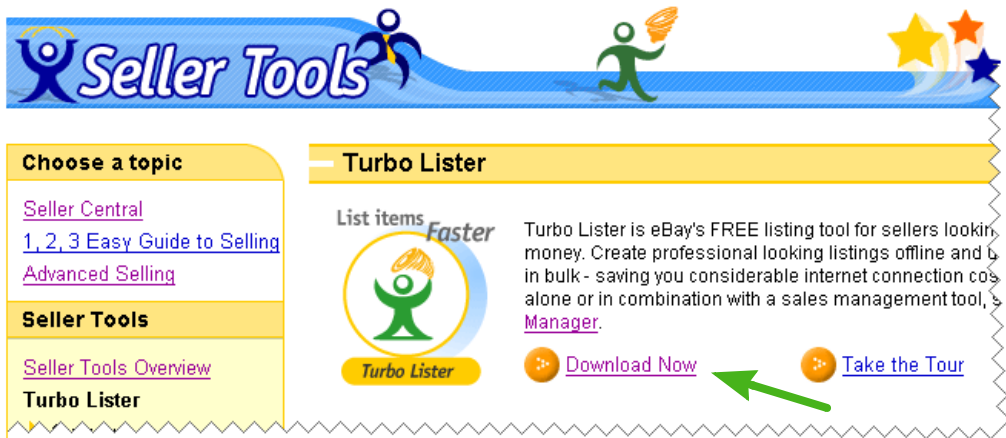 Seller Tools
Choose a topic
Seller Central
1, 2, 3 Easy Guide to Selling
Advanced Selling
Seller Tools
Seller Tools Overview
Turbo Lister
Turbo Lister
List items Faster
Turbo Lister
Turbo Lister is eBay's FREE listing tool for sellers
money. Create professional looking listings offline and
in bulk - saving you considerable internet connection
alone or in combination with a sales management tool,
Manager.
Download Now
Take the Tour